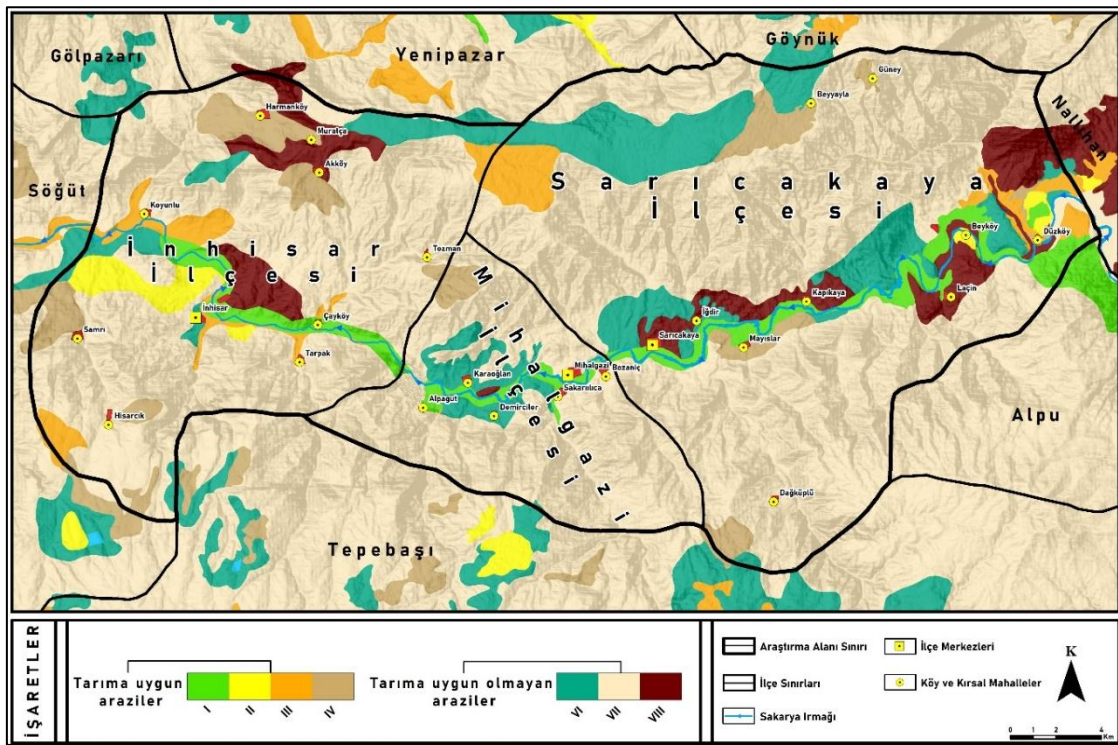 Göynük
Gölpazarı
Yenipazar
Güney
Beyyayla
Nallıhan
Harmanköy
Muratça
Akköy
Söğüt
Sarıcakaya
İlçesi
Koyunlu
İnhisar
İlçesi
Tozman
Beyköy
Düzköy
Mihalgazi
İlçesi
Laçin
Kapıkaya
İnhisar
Çayköy
İğdir
Samrı
Sarıcakaya
Mayıslar
Tarpak
Mihalgazi
Bozaniç
Karaoğlan
Sakarılıca
Alpagut
Demirciler
Hisarcık
Alpu
Dağküplü
Tepebaşı
İŞARETLER
Tarıma uygun
araziler
I II III IV
Tarıma uygun olmayan
araziler
VI VII VIII
Araştırma Alanı Sınırı
İlçe Merkezleri
İlçe Sınırları
Köy ve Kırsal Mahalleler
Sakarya Irmağı
K
0 1 2 4
Km